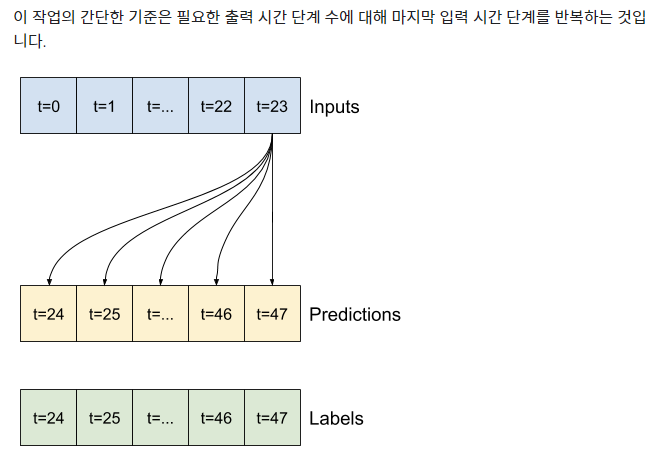 이 작업의 간단한 기준은 필요한 출력 시간 단계 수에 대해 마지막 입력 시간 단계를 반복하는 것입
니다.
t=0 t=1 t=... t=22 t=23 Inputs
t=24 t=25 t=... t=46 t=47 Predictions
t=24 t=25 t=... t=46 t=47 Labels